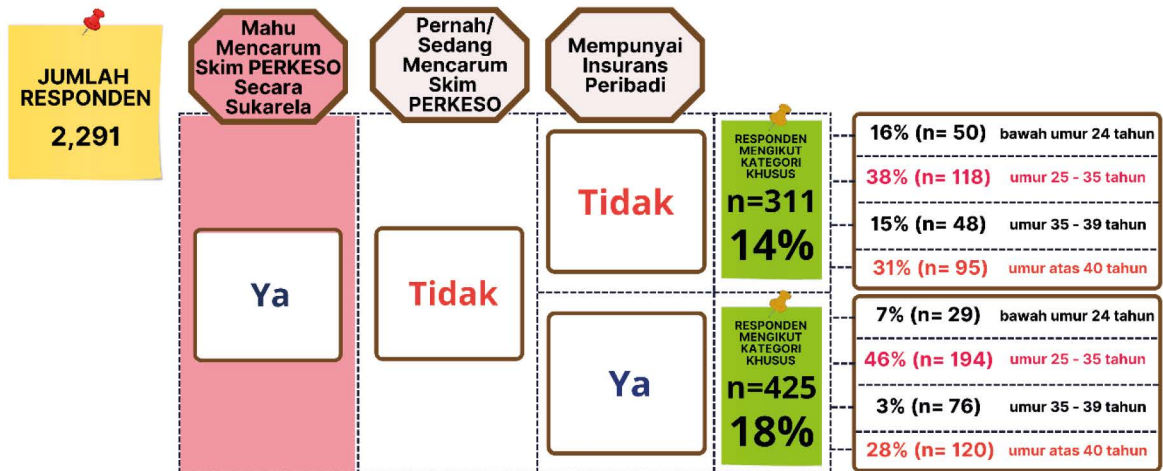 JUMLAH
RESPONDEN
2,291
Mahu
Mencarum
Skim PERKESO
Secara
Sukarela
Pernah/
Sedang
Mencarum
Skim
PERKESO
Mempunyai
Insurans
Peribadi
Ya
Tidak
Tidak
RESPONDEN
MENGIKUT
KATEGORI
KHUSUS
n=311
14%
16% (n= 50) bawah umur 24 tahun
38% (n= 118) umur 25 - 35 tahun
15% (n= 48) umur 35 - 39 tahun
31% (n= 95) umur atas 40 tahun
Ya
RESPONDEN
MENGIKUT
KATEGORI
KHUSUS
n=425
18%
7% (n= 29) bawah umur 24 tahun
46% (n= 194) umur 25 - 35 tahun
3% (n= 76) umur 35 - 39 tahun
28% (n= 120) umur atas 40 tahun